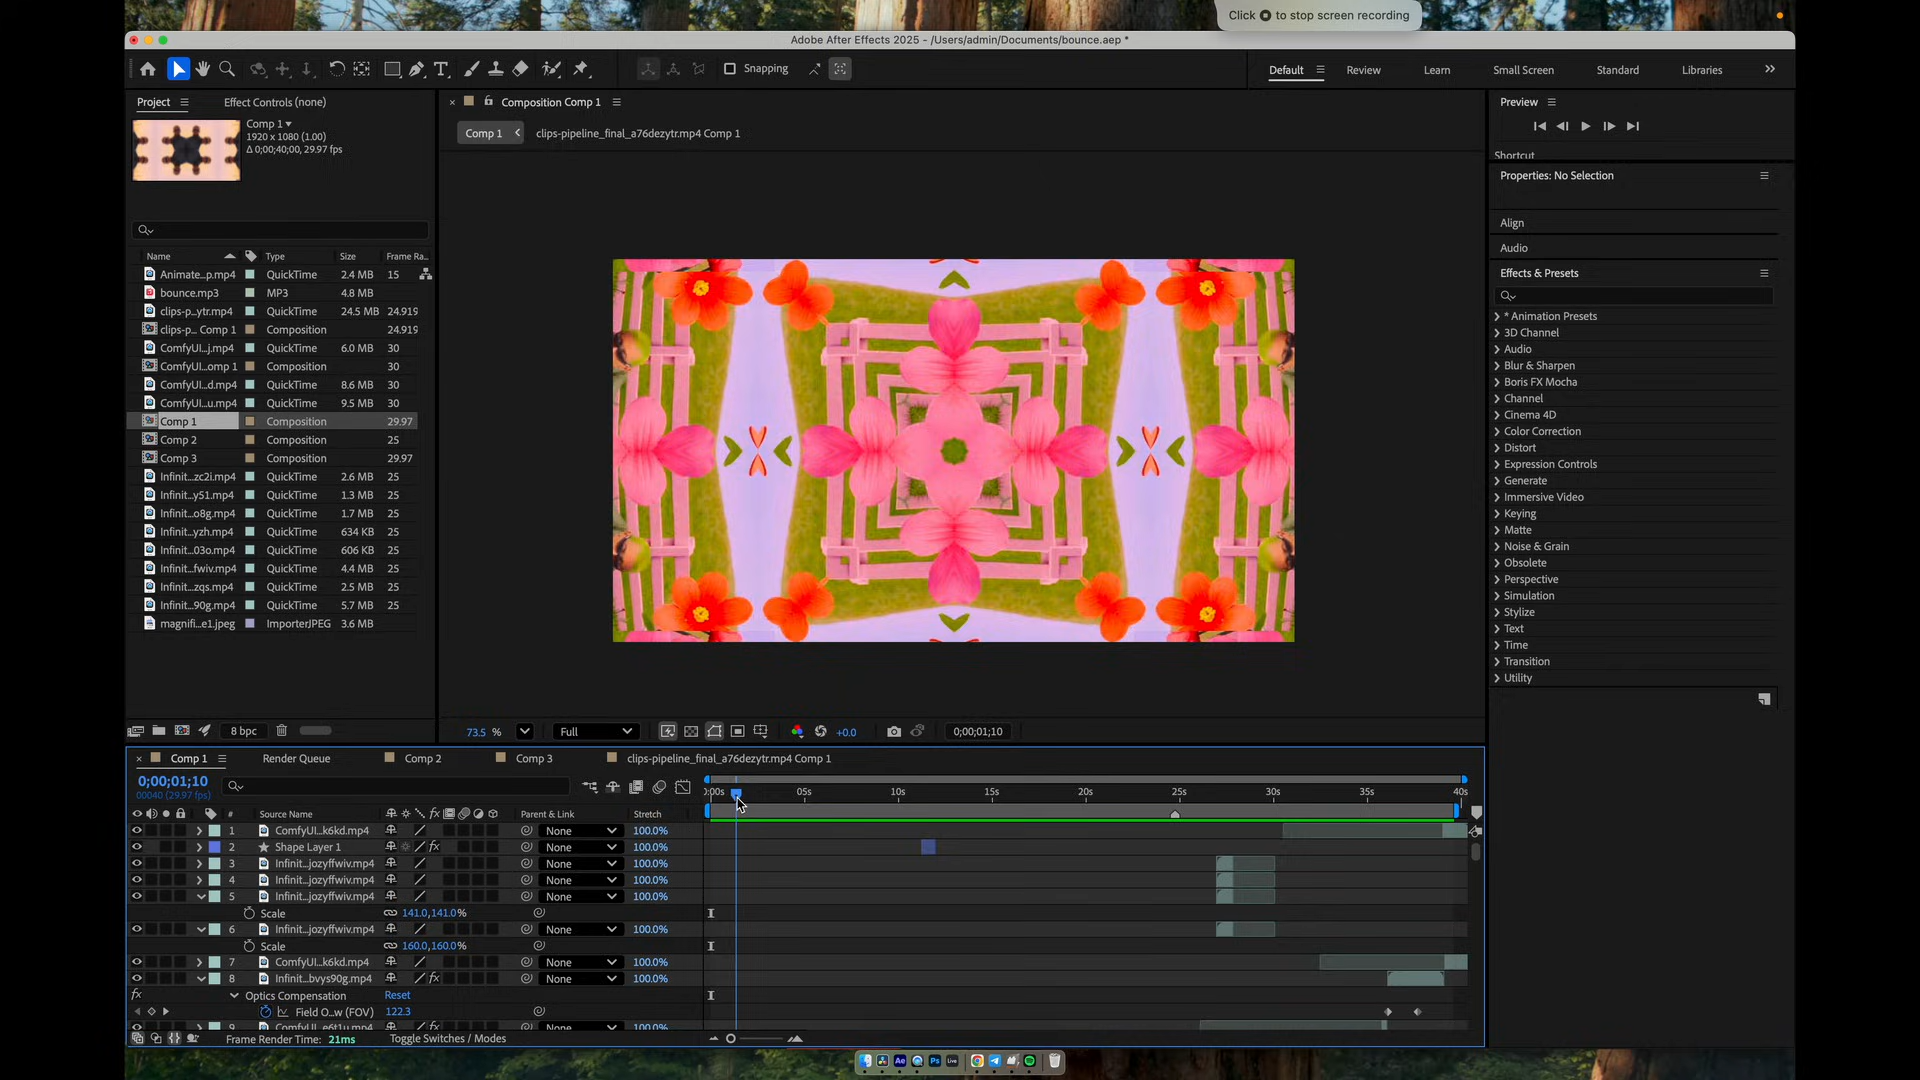 Click to stop screen recording
Adobe After Effects 2025 - /Users/admin/Documents/bounce.aep *
Snapping
Default
Review
Learn
Small Screen
Standard
Libraries
Project
Effect Controls (none)
Composition Comp 1
Preview
Comp 1
1920 x 1080 (1.00)
Δ 0;00;40;00, 29.97 fps
Comp 1
clips-pipeline_final_a76dezytr.mp4 Comp 1
Shortcut
Properties: No Selection
Align
Audio
Effects & Presets
Name Type Size Frame Ra...
Animate...p.mp4 QuickTime 2.4 MB 15
bounce.mp3 MP3 4.8 MB
clips-p...ytr.mp4 QuickTime 24.5 MB 24.919
clips-p... Comp 1 Composition 24.919
ComfyUI...j.mp4 QuickTime 6.0 MB 30
ComfyUI...omp 1 Composition 30
ComfyUI...d.mp4 QuickTime 8.6 MB 30
ComfyUI...u.mp4 QuickTime 9.5 MB 30
Comp 1 Composition 29.97
Comp 2 Composition 25
Comp 3 Composition 29.97
Infinit...zc2i.mp4 QuickTime 2.6 MB 25
Infinit...y51.mp4 QuickTime 1.3 MB 25
Infinit...o8g.mp4 QuickTime 1.7 MB 25
Infinit...yzh.mp4 QuickTime 634 KB 25
Infinit...03o.mp4 QuickTime 606 KB 25
Infinit...fwiv.mp4 QuickTime 4.4 MB 25
Infinit...zqs.mp4 QuickTime 2.5 MB 25
Infinit...90g.mp4 QuickTime 5.7 MB 25
magnifi...e1.jpeg ImporterJPEG 3.6 MB
* Animation Presets
3D Channel
Audio
Blur & Sharpen
Boris FX Mocha
Channel
Cinema 4D
Color Correction
Distort
Expression Controls
Generate
Immersive Video
Keying
Matte
Noise & Grain
Obsolete
Perspective
Simulation
Stylize
Text
Time
Transition
Utility
8 bpc
73.5 %
Full
+0.0
0;00;01;10
Comp 1
Render Queue
Comp 2
Comp 3
clips-pipeline_final_a76dezytr.mp4 Comp 1
0;00;01;10
00040 (29.97 fps)
0:00s 05s 10s 15s 20s 25s 30s 35s 40s
# Source Name fx Parent & Link Stretch
1 ComfyUI...k6kd.mp4 None 100.0%
2 Shape Layer 1 fx None 100.0%
3 Infinit...jozyffwiv.mp4 None 100.0%
4 Infinit...jozyffwiv.mp4 None 100.0%
5 Infinit...jozyffwiv.mp4 None 100.0%
Scale 141.0,141.0%
6 Infinit...jozyffwiv.mp4 None 100.0%
Scale 160.0,160.0%
7 ComfyUI...k6kd.mp4 None 100.0%
8 Infinit...bvys90g.mp4 fx None 100.0%
fx Optics Compensation Reset
Field O...w (FOV) 122.3
9 ComfyUI...e6t1u.mp4 fx None 100.0%
Frame Render Time: 21ms
Toggle Switches / Modes
Ae
Ps
Live